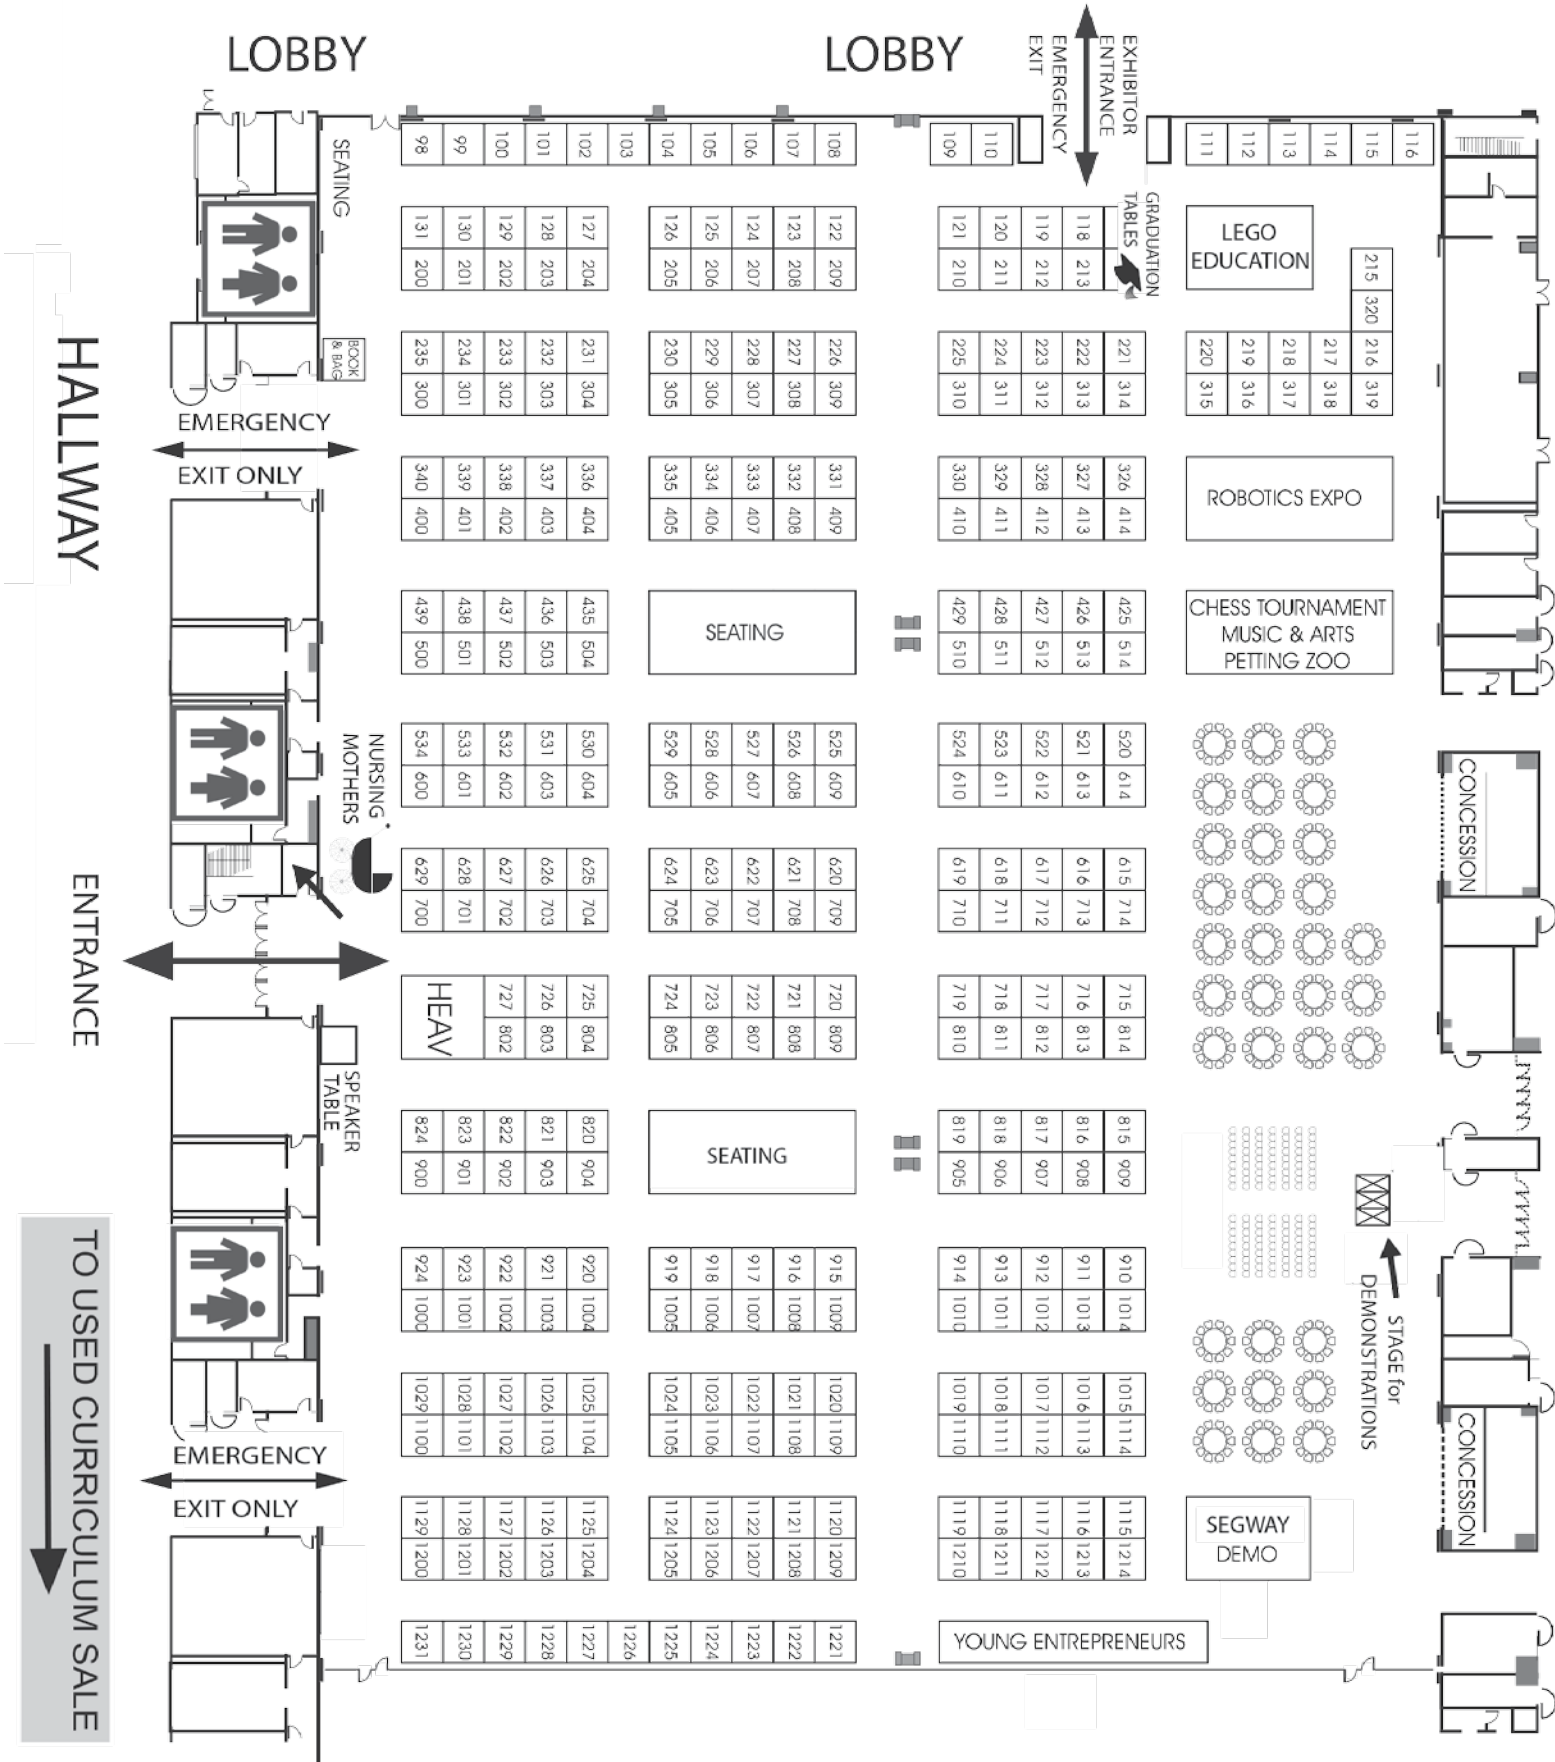 LOBBY
LOBBY
EXHIBITOR
ENTRANCE
EMERGENCY
EXIT
98 99 100 101 102 103 104 105 106 107 108
109 110
111 112 113 114 115 116
SEATING
131 130 129 128 127
126 125 124 123 122
121 120 119 118
200 201 202 203 204
205 206 207 208 209
210 211 212 213
GRADUATION
TABLES
LEGO
EDUCATION
215
320
BOOK
& BAG
235 234 233 232 231
230 229 228 227 226
225 224 223 222 221
220 219 218 217 216
300 301 302 303 304
305 306 307 308 309
310 311 312 313 314
315 316 317 318 319
HALLWAY
EMERGENCY
EXIT ONLY
340 339 338 337 336
335 334 333 332 331
330 329 328 327 326
400 401 402 403 404
405 406 407 408 409
410 411 412 413 414
ROBOTICS EXPO
439 438 437 436 435
500 501 502 503 504
SEATING
429 428 427 426 425
510 511 512 513 514
CHESS TOURNAMENT
MUSIC & ARTS
PETTING ZOO
NURSING
MOTHERS
534 533 532 531 530
529 528 527 526 525
524 523 522 521 520
600 601 602 603 604
605 606 607 608 609
610 611 612 613 614
CONCESSION
629 628 627 626 625
624 623 622 621 620
619 618 617 616 615
700 701 702 703 704
705 706 707 708 709
710 711 712 713 714
ENTRANCE
HEAV
727 726 725
724 723 722 721 720
719 718 717 716 715
802 803 804
805 806 807 808 809
810 811 812 813 814
SPEAKER
TABLE
824 823 822 821 820
900 901 902 903 904
SEATING
819 818 817 816 815
905 906 907 908 909
STAGE for
DEMONSTRATIONS
924 923 922 921 920
919 918 917 916 915
914 913 912 911 910
1000 1001 1002 1003 1004
1005 1006 1007 1008 1009
1010 1011 1012 1013 1014
1029 1028 1027 1026 1025
1024 1023 1022 1021 1020
1019 1018 1017 1016 1015
1100 1101 1102 1103 1104
1105 1106 1107 1108 1109
1110 1111 1112 1113 1114
CONCESSION
EMERGENCY
EXIT ONLY
1129 1128 1127 1126 1125
1124 1123 1122 1121 1120
1119 1118 1117 1116 1115
1200 1201 1202 1203 1204
1205 1206 1207 1208 1209
1210 1211 1212 1213 1214
SEGWAY
DEMO
TO USED CURRICULUM SALE
1231 1230 1229 1228 1227 1226 1225 1224 1223 1222 1221
YOUNG ENTREPRENEURS